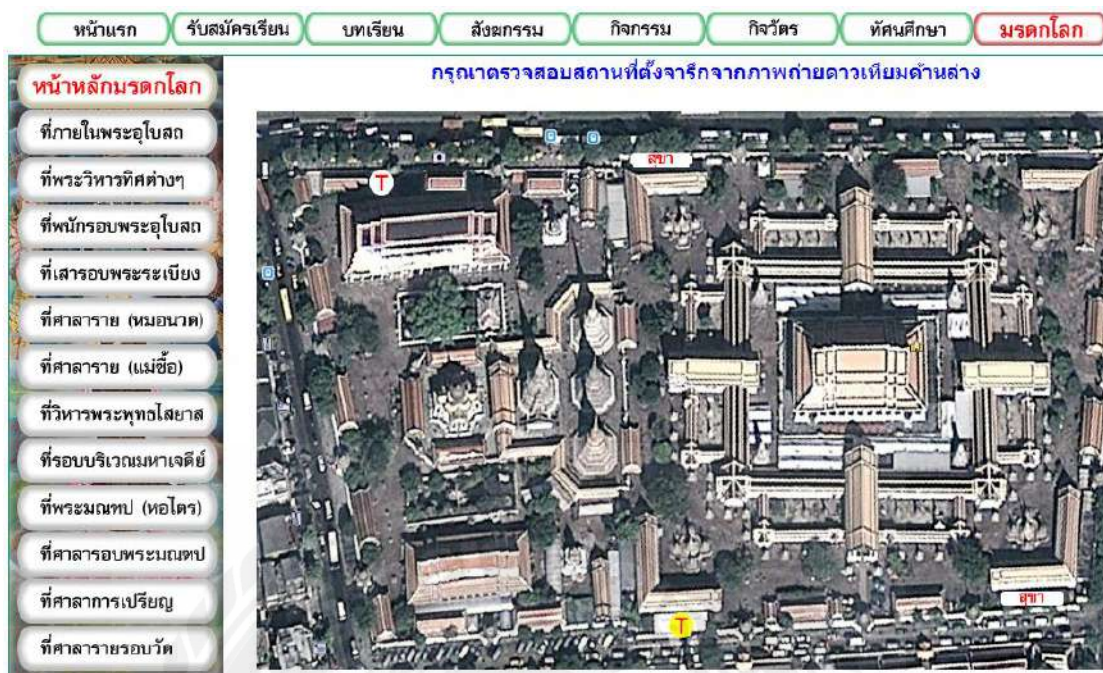 หน้าแรก
รับสมัครเรียน
บทเรียน
สังฆกรรม
กิจกรรม
กิจวัตร
ทัศนศึกษา
มรดกโลก
หน้าหลักมรดกโลก
ที่ภายในพระอุโบสถ
ที่พระวิหารทิศต่างๆ
ที่พนักรอบพระอุโบสถ
ที่เสารอบพระระเบียง
ที่ศาลาราย (หมอนวด)
ที่ศาลาราย (แม่ซื้อ)
ที่วิหารพระพุทธไสยาส
ที่รอบบริเวณมหาเจดีย์
ที่พระมณฑป (หอไตร)
ที่ศาลารอบพระมณฑป
ที่ศาลาการเปรียญ
ที่ศาลารายรอบวัด
กรุณาตรวจสอบสถานที่ตั้งจารึกจากภาพถ่ายดาวเทียมด้านล่าง
สุขา
T
สุขา
T